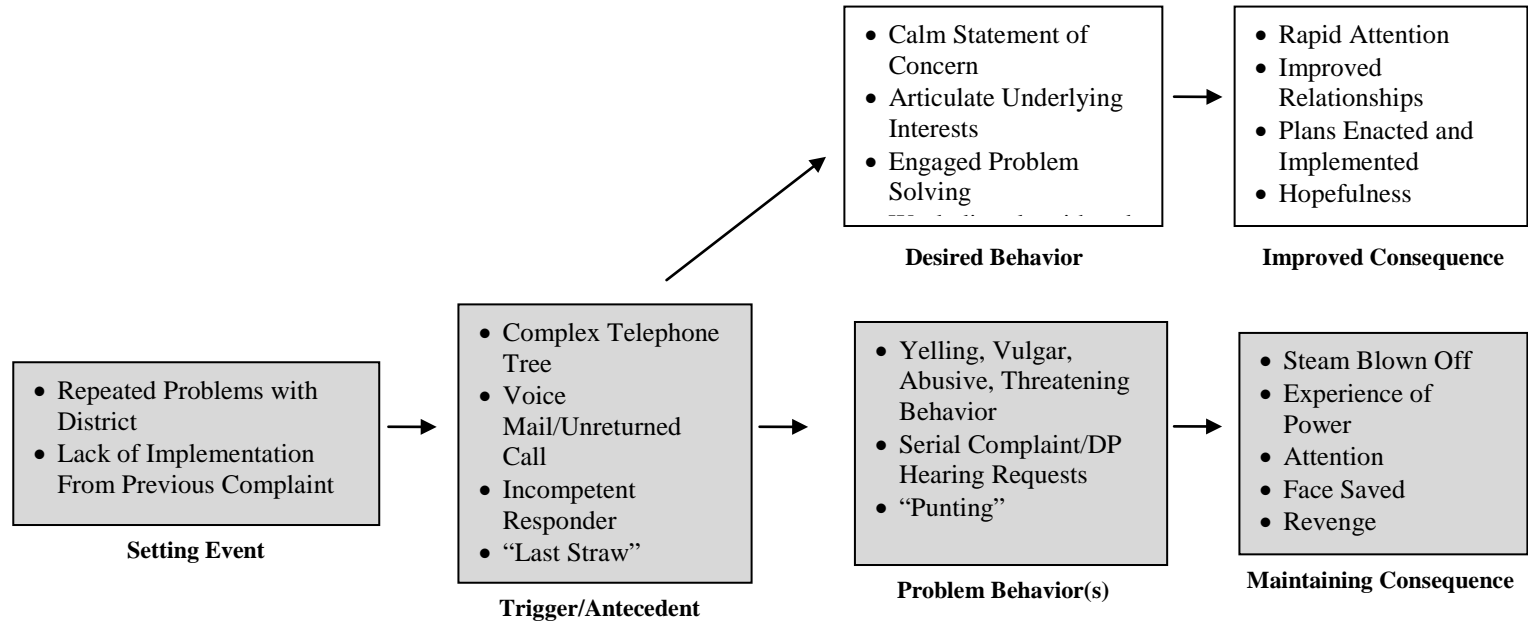 • Calm Statement of
Concern
• Articulate Underlying
Interests
• Engaged Problem
Solving
Desired Behavior
• Rapid Attention
• Improved
Relationships
• Plans Enacted and
Implemented
• Hopefulness
Improved Consequence
• Repeated Problems with
District
• Lack of Implementation
From Previous Complaint
Setting Event
• Complex Telephone
Tree
• Voice
Mail/Unreturned
Call
• Incompetent
Responder
• “Last Straw”
Trigger/Antecedent
• Yelling, Vulgar,
Abusive, Threatening
Behavior
• Serial Complaint/DP
Hearing Requests
• “Punting”
Problem Behavior(s)
• Steam Blown Off
• Experience of
Power
• Attention
• Face Saved
• Revenge
Maintaining Consequence